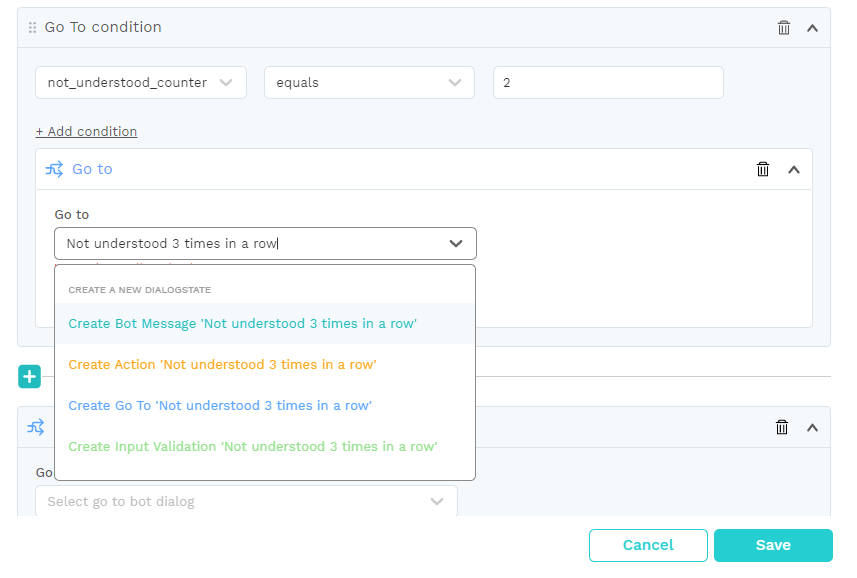 Go To condition
not_understood_counter equals 2
+ Add condition
Go to
Go to
Not understood 3 times in a row
CREATE A NEW DIALOGSTATE
Create Bot Message 'Not understood 3 times in a row'
Create Action 'Not understood 3 times in a row'
Create Go To 'Not understood 3 times in a row'
Create Input Validation 'Not understood 3 times in a row'
Go
Select go to bot dialog
Cancel Save